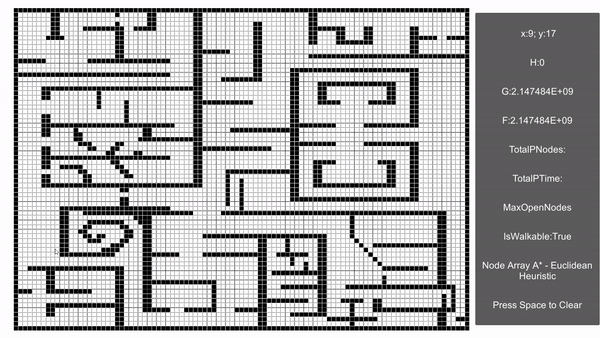 x:9; y:17
H:0
G:2.147484E+09
F:2.147484E+09
TotalPNodes:
TotalPTime:
MaxOpenNodes
IsWalkable:True
Node Array A* - Euclidean
Heuristic
Press Space to Clear